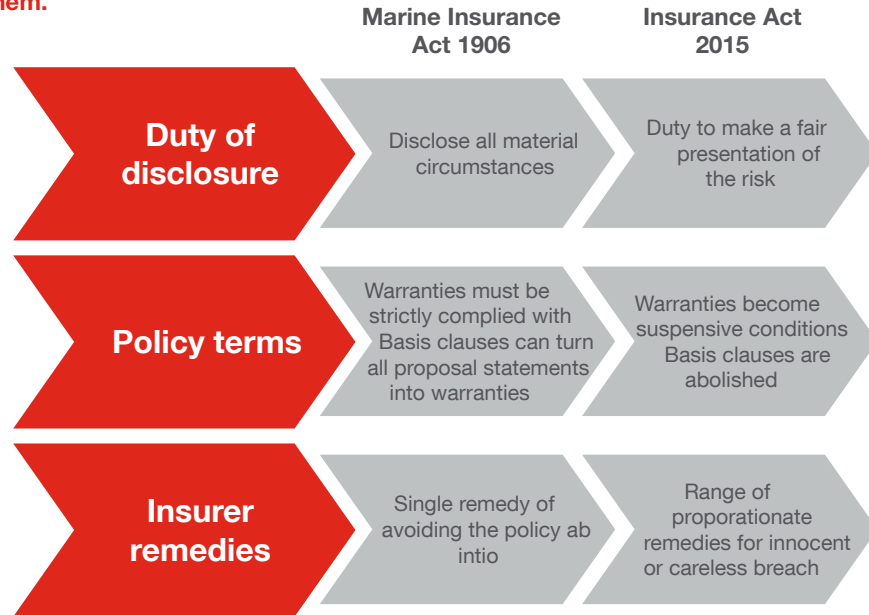 them.
Marine Insurance
Act 1906
Insurance Act
2015
Duty of
disclosure
Disclose all material
circumstances
Duty to make a fair
presentation of
the risk
Policy terms
Warranties must be
strictly complied with
Basis clauses can turn
all proposal statements
into warranties
Warranties become
suspensive conditions
Basis clauses are
abolished
Insurer
remedies
Single remedy of
avoiding the policy ab
intio
Range of
proporationate
remedies for innocent
or careless breach